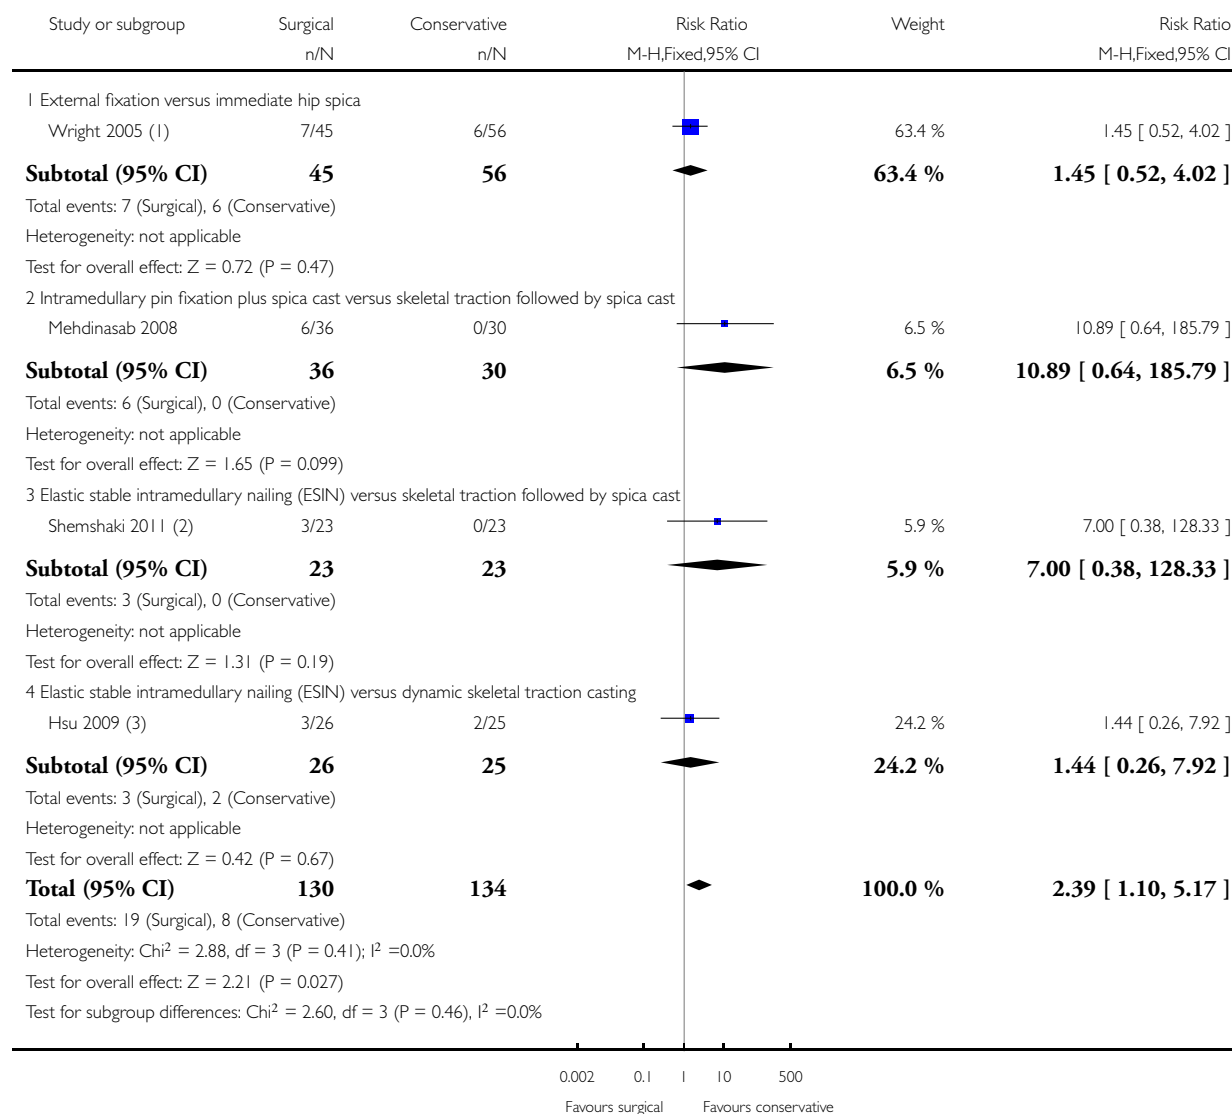 Study or subgroup Surgical Conservative Risk Ratio Weight Risk Ratio
n/N n/N M-H,Fixed,95% CI M-H,Fixed,95% CI
1 External fixation versus immediate hip spica
Wright 2005 (1) 7/45 6/56 63.4 % 1.45 [ 0.52, 4.02 ]
Subtotal (95% CI) 45 56 63.4 % 1.45 [ 0.52, 4.02 ]
Total events: 7 (Surgical), 6 (Conservative)
Heterogeneity: not applicable
Test for overall effect: Z = 0.72 (P = 0.47)
2 Intramedullary pin fixation plus spica cast versus skeletal traction followed by spica cast
Mehdinasab 2008 6/36 0/30 6.5 % 10.89 [ 0.64, 185.79 ]
Subtotal (95% CI) 36 30 6.5 % 10.89 [ 0.64, 185.79 ]
Total events: 6 (Surgical), 0 (Conservative)
Heterogeneity: not applicable
Test for overall effect: Z = 1.65 (P = 0.099)
3 Elastic stable intramedullary nailing (ESIN) versus skeletal traction followed by spica cast
Shemshaki 2011 (2) 3/23 0/23 5.9 % 7.00 [ 0.38, 128.33 ]
Subtotal (95% CI) 23 23 5.9 % 7.00 [ 0.38, 128.33 ]
Total events: 3 (Surgical), 0 (Conservative)
Heterogeneity: not applicable
Test for overall effect: Z = 1.31 (P = 0.19)
4 Elastic stable intramedullary nailing (ESIN) versus dynamic skeletal traction casting
Hsu 2009 (3) 3/26 2/25 24.2 % 1.44 [ 0.26, 7.92 ]
Subtotal (95% CI) 26 25 24.2 % 1.44 [ 0.26, 7.92 ]
Total events: 3 (Surgical), 2 (Conservative)
Heterogeneity: not applicable
Test for overall effect: Z = 0.42 (P = 0.67)
Total (95% CI) 130 134 100.0 % 2.39 [ 1.10, 5.17 ]
Total events: 19 (Surgical), 8 (Conservative)
Heterogeneity: Chi² = 2.88, df = 3 (P = 0.41); I² =0.0%
Test for overall effect: Z = 2.21 (P = 0.027)
Test for subgroup differences: Chi² = 2.60, df = 3 (P = 0.46), I² =0.0%
0.002 0.1 1 10 500
Favours surgical Favours conservative